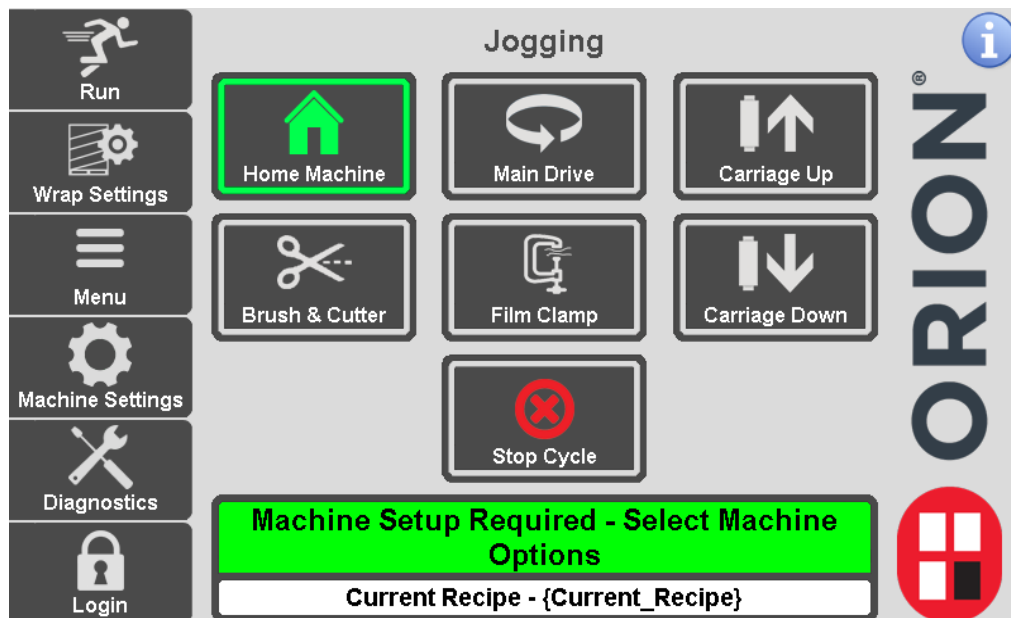 Jogging
Run
Wrap Settings
Menu
Machine Settings
Diagnostics
Login
Home Machine
Main Drive
Carriage Up
Brush & Cutter
Film Clamp
Carriage Down
Stop Cycle
Machine Setup Required - Select Machine
Options
Current Recipe - {Current_Recipe}
i
ORION®